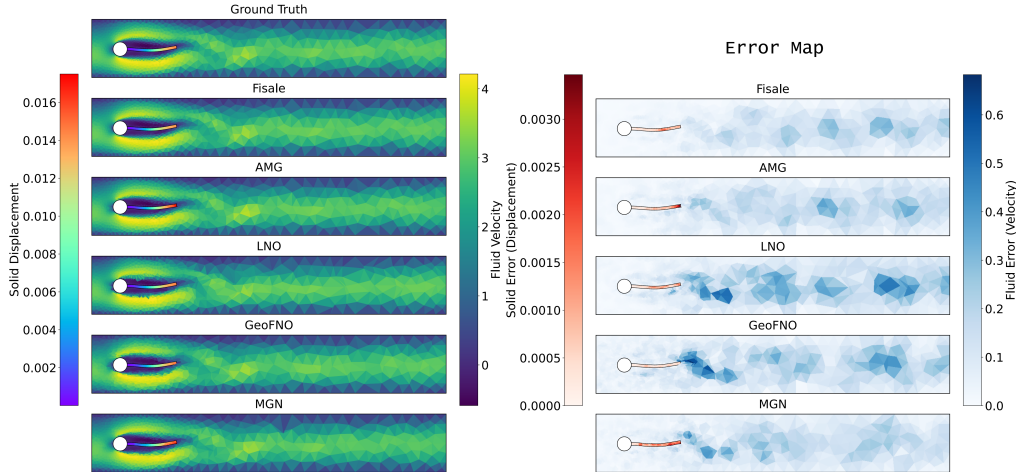 Ground Truth
Fisale
AMG
LNO
GeoFNO
MGN
Solid Displacement
0.016
0.014
0.012
0.010
0.008
0.006
0.004
0.002
Fluid Velocity
4
3
2
1
0
Error Map
Fisale
AMG
LNO
GeoFNO
MGN
Solid Error (Displacement)
0.0030
0.0025
0.0020
0.0015
0.0010
0.0005
0.0000
Fluid Error (Velocity)
0.6
0.5
0.4
0.3
0.2
0.1
0.0